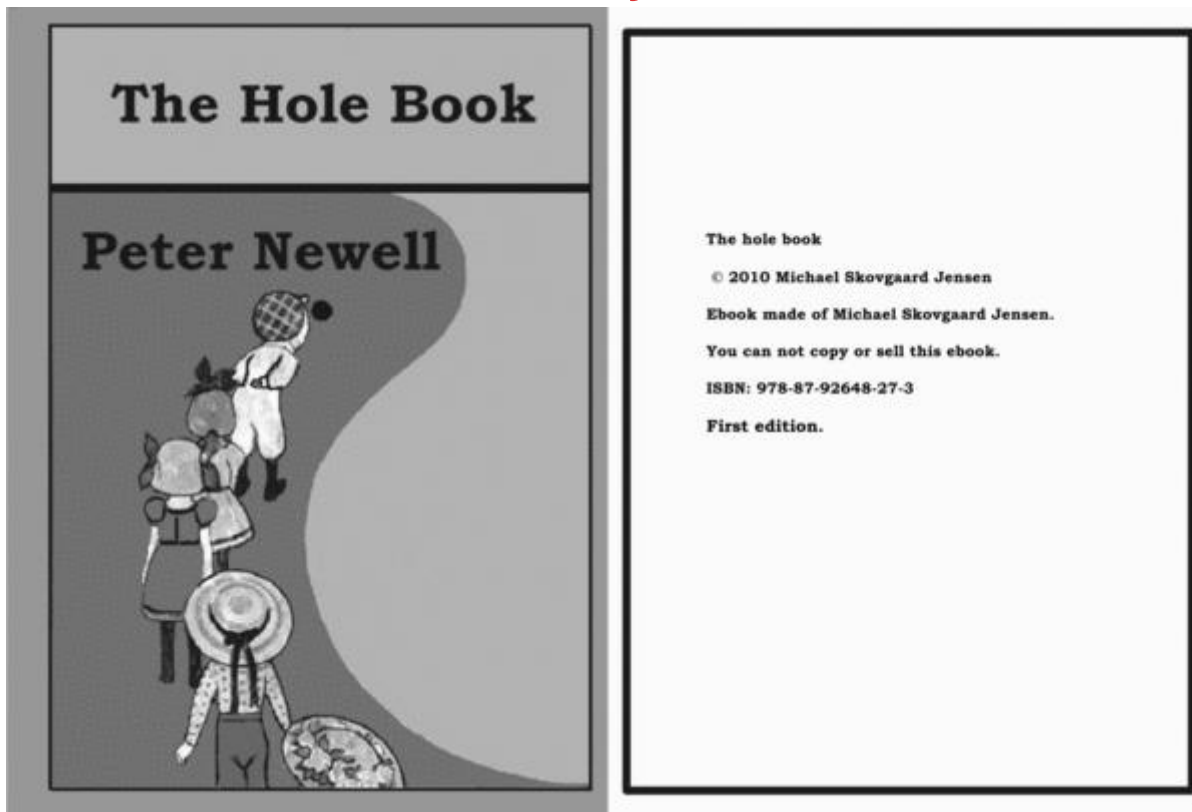 The Hole Book
Peter Newell
The hole book
© 2010 Michael Skovgaard Jensen
Ebook made of Michael Skovgaard Jensen.
You can not copy or sell this ebook.
ISBN: 978-87-92648-27-3
First edition.